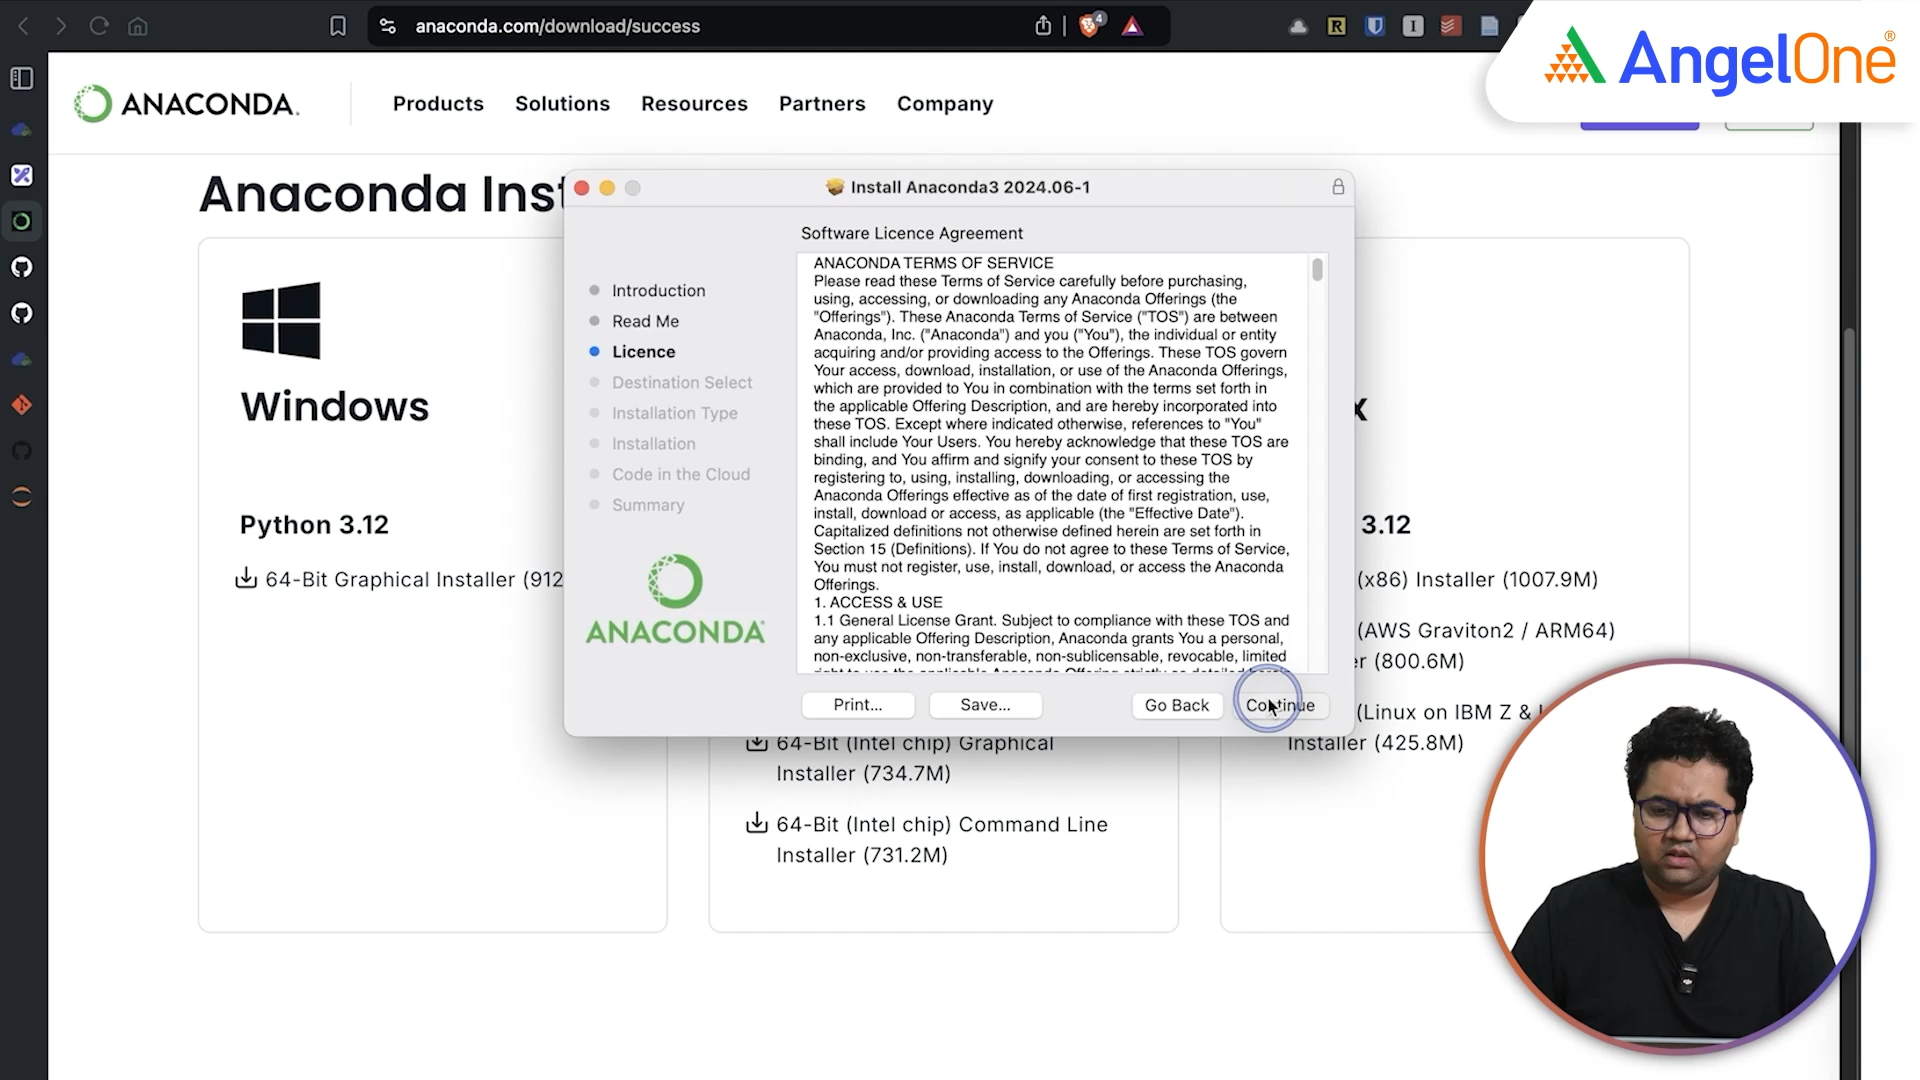 anaconda.com/download/success
4
R
I
AngelOne®
ANACONDA.
Products
Solutions
Resources
Partners
Company
Anaconda Inst
Install Anaconda3 2024.06-1
Software Licence Agreement
Introduction
Read Me
Licence
Destination Select
Installation Type
Installation
Code in the Cloud
Summary
ANACONDA
ANACONDA TERMS OF SERVICE
Please read these Terms of Service carefully before purchasing,
using, accessing, or downloading any Anaconda Offerings (the
"Offerings"). These Anaconda Terms of Service ("TOS") are between
Anaconda, Inc. ("Anaconda") and you ("You"), the individual or entity
acquiring and/or providing access to the Offerings. These TOS govern
Your access, download, installation, or use of the Anaconda Offerings,
which are provided to You in combination with the terms set forth in
the applicable Offering Description, and are hereby incorporated into
these TOS. Except where indicated otherwise, references to "You"
shall include Your Users. You hereby acknowledge that these TOS are
binding, and You affirm and signify your consent to these TOS by
registering to, using, installing, downloading, or accessing the
Anaconda Offerings effective as of the date of first registration, use,
install, download or access, as applicable (the "Effective Date").
Capitalized definitions not otherwise defined herein are set forth in
Section 15 (Definitions). If You do not agree to these Terms of Service,
You must not register, use, install, download, or access the Anaconda
Offerings.
1. ACCESS & USE
1.1 General License Grant. Subject to compliance with these TOS and
any applicable Offering Description, Anaconda grants You a personal,
non-exclusive, non-transferable, non-sublicensable, revocable, limited
Print...
Save...
Go Back
Continue
Windows
Python 3.12
64-Bit Graphical Installer (912
64-Bit (Intel chip) Graphical
Installer (734.7M)
64-Bit (Intel chip) Command Line
Installer (731.2M)
x
3.12
(x86) Installer (1007.9M)
(AWS Graviton2 / ARM64)
er (800.6M)
(Linux on IBM Z &
Installer (425.8M)